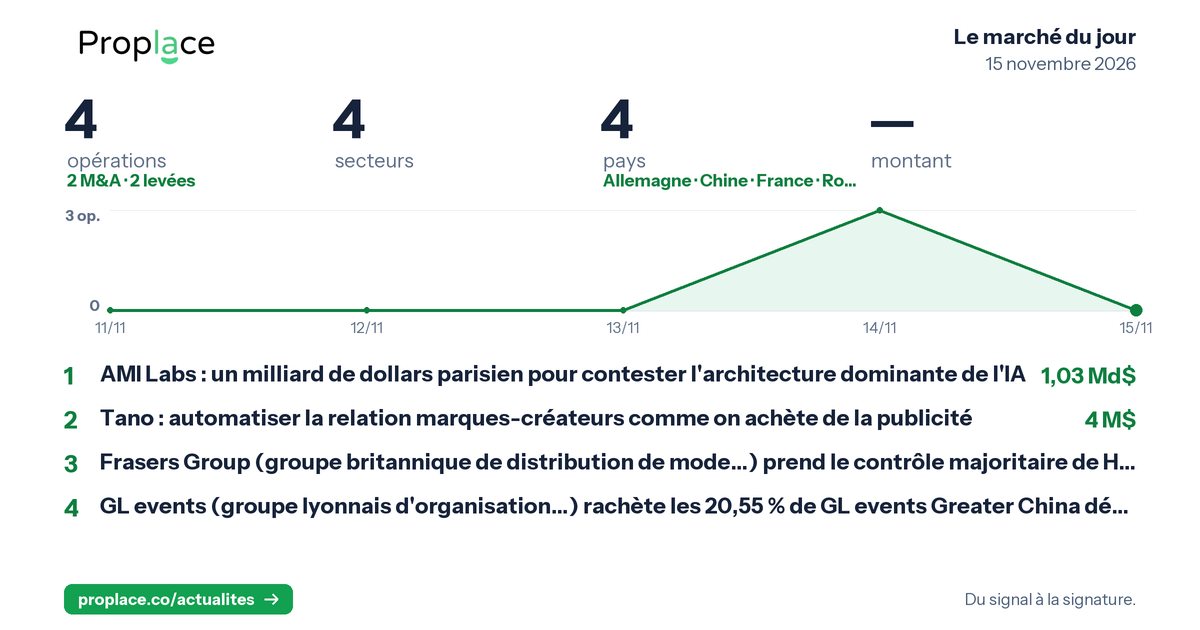 Proplace
Le marché du jour
15 novembre 2026
4
opérations
2 M&A · 2 levées
4
secteurs
4
pays
Allemagne · Chine · France · Ro...
—
montant
3 op.
0
11/11
12/11
13/11
14/11
15/11
1 AMI Labs : un milliard de dollars parisien pour contester l'architecture dominante de l'IA 1,03 Md$
2 Tano : automatiser la relation marques-créateurs comme on achète de la publicité 4 M$
3 Frasers Group (groupe britannique de distribution de mode...) prend le contrôle majoritaire de H...
4 GL events (groupe lyonnais d'organisation...) rachète les 20,55 % de GL events Greater China dé...
proplace.co/actualites →
Du signal à la signature.